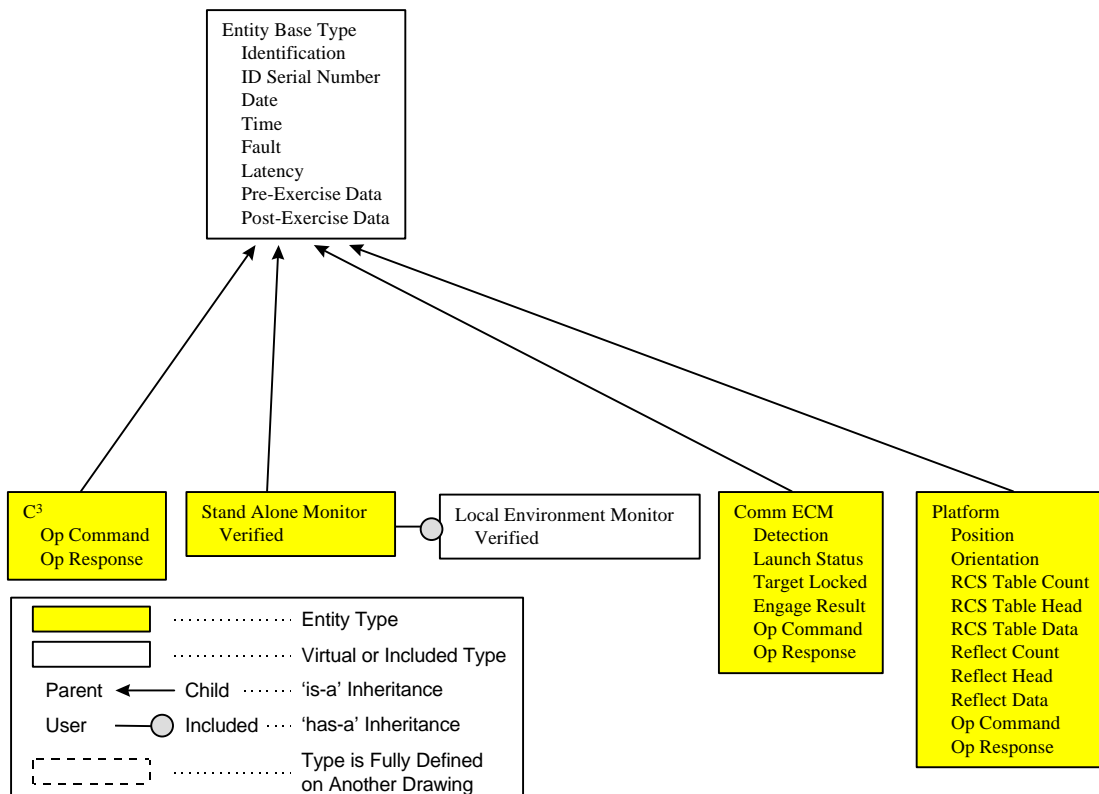 Entity Base Type
Identification
ID Serial Number
Date
Time
Fault
Latency
Pre-Exercise Data
Post-Exercise Data
C³
Op Command
Op Response
Stand Alone Monitor
Verified
Local Environment Monitor
Verified
Comm ECM
Detection
Launch Status
Target Locked
Engage Result
Op Command
Op Response
Platform
Position
Orientation
RCS Table Count
RCS Table Head
RCS Table Data
Reflect Count
Reflect Head
Reflect Data
Op Command
Op Response
Entity Type
Virtual or Included Type
Parent Child ‘is-a’ Inheritance
User Included ‘has-a’ Inheritance
Type is Fully Defined
on Another Drawing